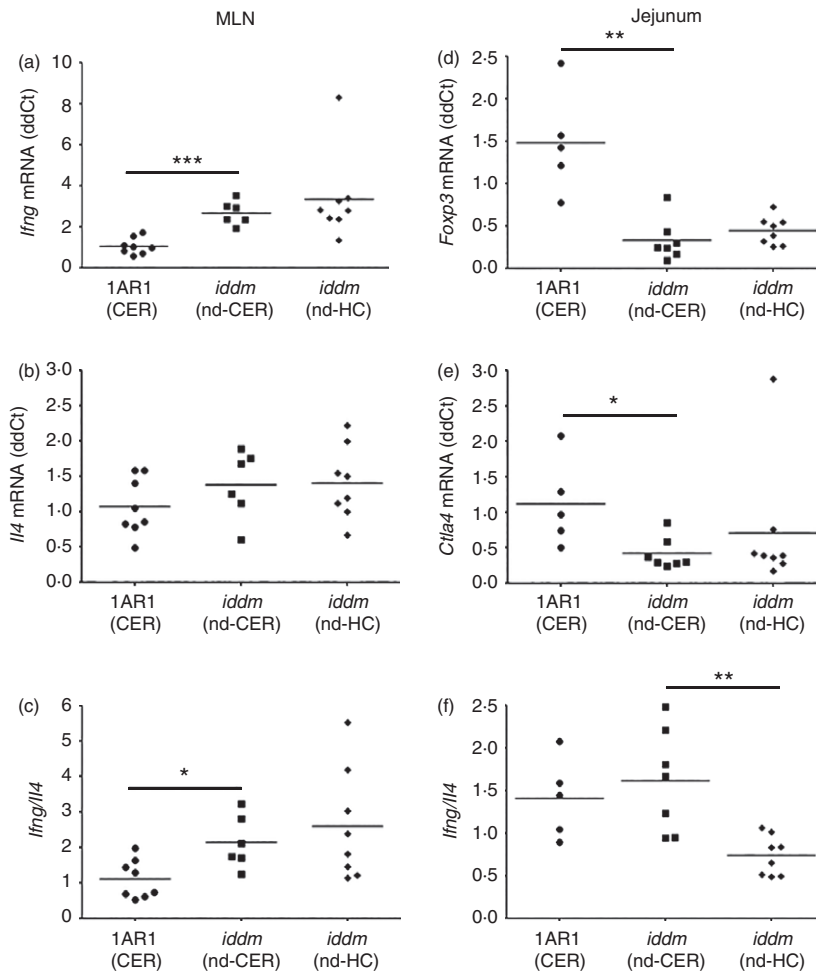 MLN
(a)
Ifng mRNA (ddCt)
10
8
6
4
2
0
***
1AR1
(CER)
iddm
(nd-CER)
iddm
(nd-HC)
(b)
Il4 mRNA (ddCt)
3·0
2·5
2·0
1·5
1·0
0·5
0·0
1AR1
(CER)
iddm
(nd-CER)
iddm
(nd-HC)
(c)
Ifng/Il4
6
5
4
3
2
1
0
*
1AR1
(CER)
iddm
(nd-CER)
iddm
(nd-HC)
Jejunum
(d)
Foxp3 mRNA (ddCt)
2·5
2·0
1·5
1·0
0·5
0·0
**
1AR1
(CER)
iddm
(nd-CER)
iddm
(nd-HC)
(e)
Ctla4 mRNA (ddCt)
3·0
2·5
2·0
1·5
1·0
0·5
0·0
*
1AR1
(CER)
iddm
(nd-CER)
iddm
(nd-HC)
(f)
Ifng/Il4
2·5
2·0
1·5
1·0
0·5
0·0
**
1AR1
(CER)
iddm
(nd-CER)
iddm
(nd-HC)